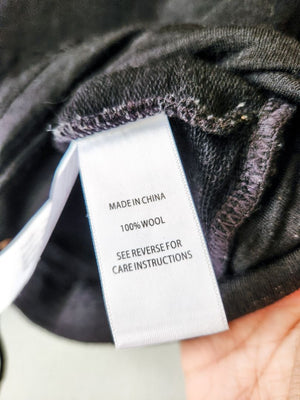 MADE IN CHINA
100% WOOL
SEE REVERSE FOR
CARE INSTRUCTIONS